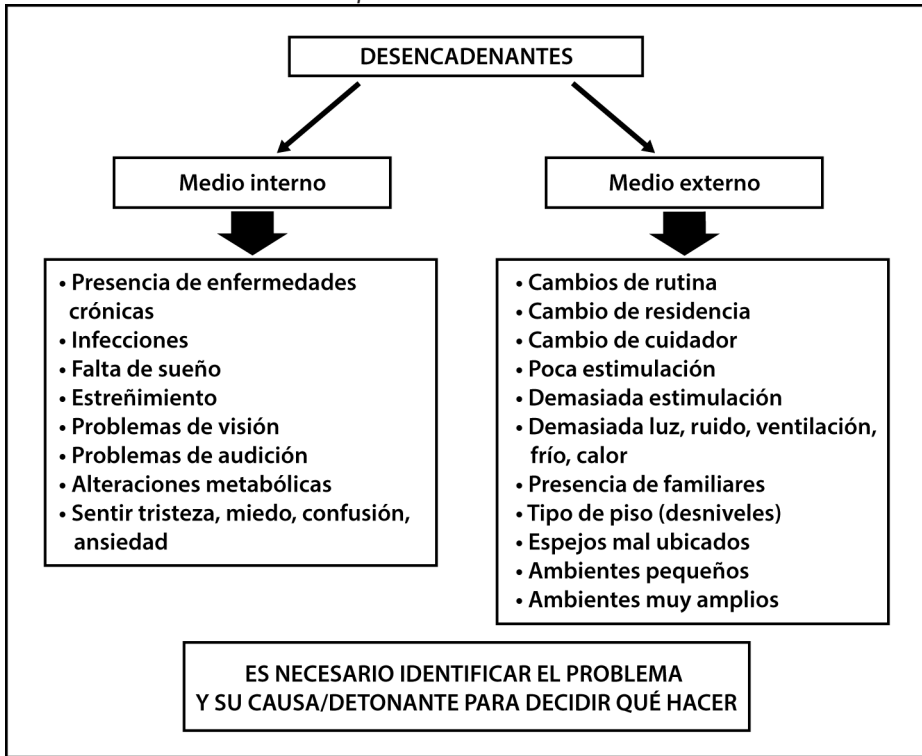 DESENCADENANTES
Medio interno
Medio externo
• Presencia de enfermedades
crónicas
• Infecciones
• Falta de sueño
• Estreñimiento
• Problemas de visión
• Problemas de audición
• Alteraciones metabólicas
• Sentir tristeza, miedo, confusión,
ansiedad
• Cambios de rutina
• Cambio de residencia
• Cambio de cuidador
• Poca estimulación
• Demasiada estimulación
• Demasiada luz, ruido, ventilación,
frío, calor
• Presencia de familiares
• Tipo de piso (desniveles)
• Espejos mal ubicados
• Ambientes pequeños
• Ambientes muy amplios
ES NECESARIO IDENTIFICAR EL PROBLEMA
Y SU CAUSA/DETONANTE PARA DECIDIR QUÉ HACER